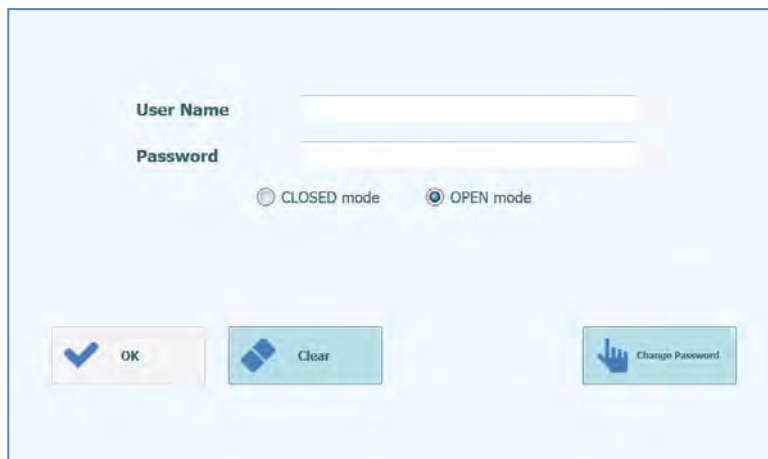 User Name
Password
CLOSED mode OPEN mode
OK Clear Change Password